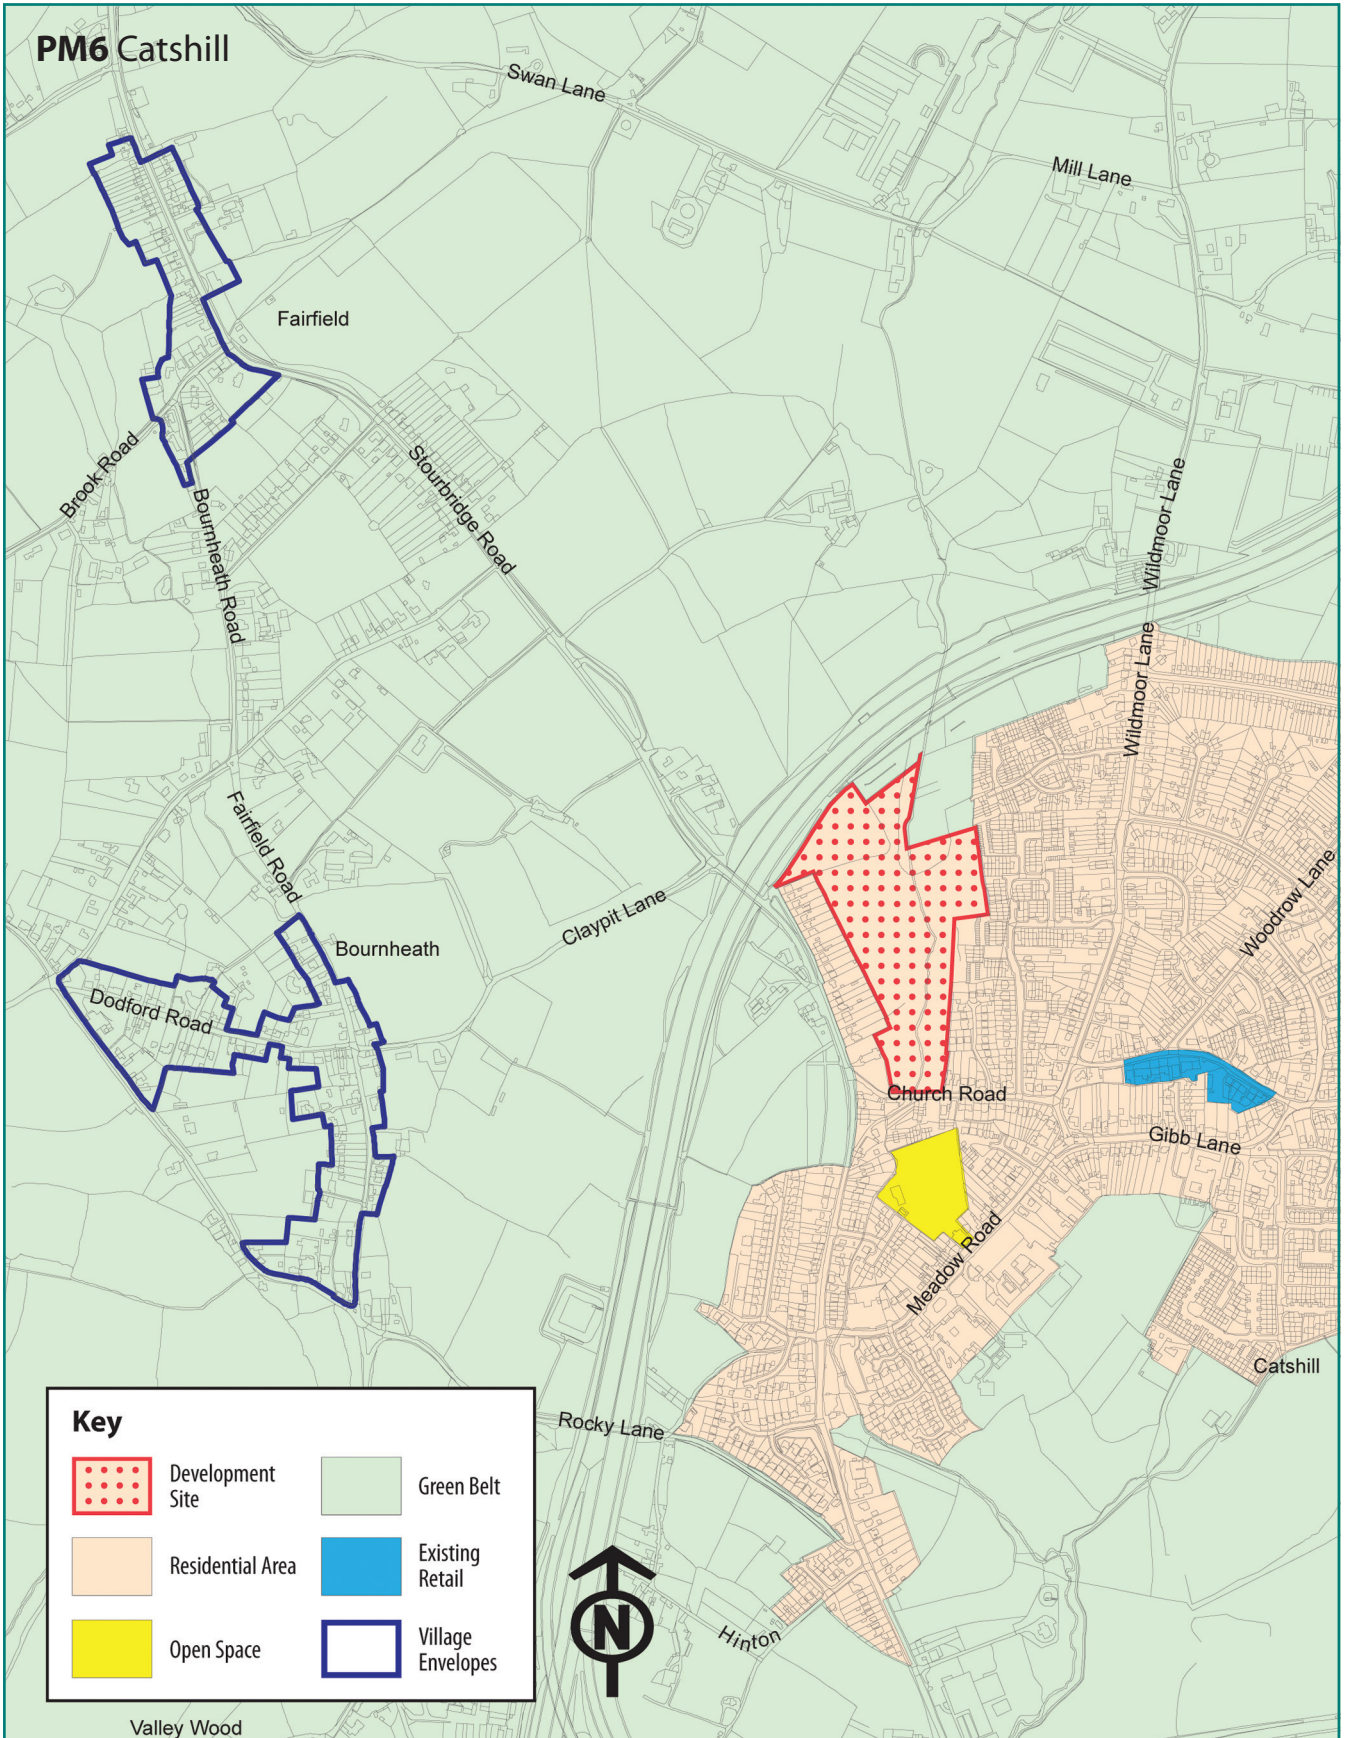 PM6 Catshill
Swan Lane
Mill Lane
Fairfield
Brook Road
Stourbridge Road
Bournheath Road
Wildmoor Lane
Wildmoor Lane
Fairfield Road
Woodrow Lane
Claypit Lane
Bournheath
Dodford Road
Church Road
Gibb Lane
Meadow Road
Catshill
Rocky Lane
Hinton
Valley Wood
Key
Development
Site
Green Belt
Residential Area
Existing
Retail
Open Space
Village
Envelopes
N